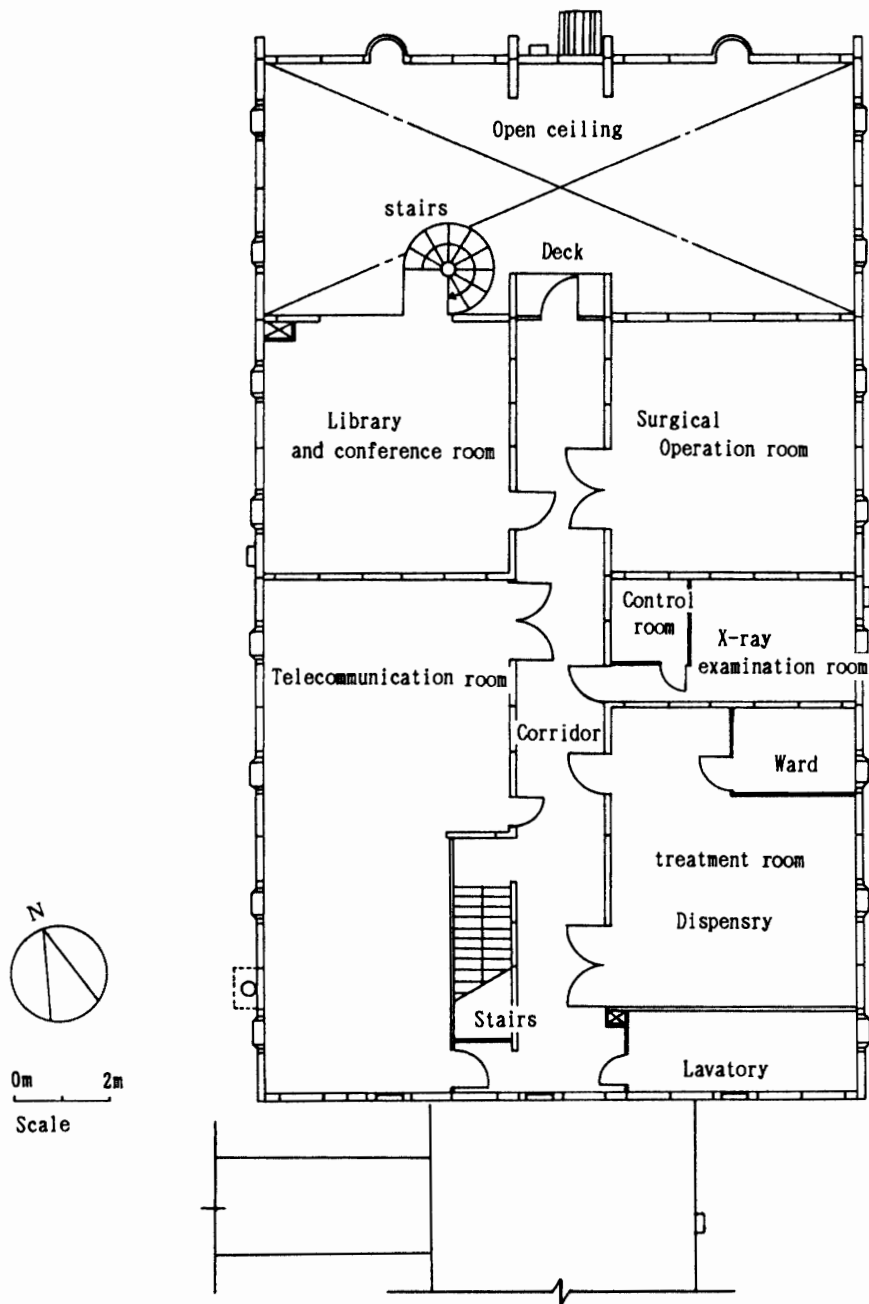 Open ceiling
stairs
Deck
Library
and conference room
Surgical
Operation room
Control
room
X-ray
examination room
Telecommunication room
Corridor
Ward
treatment room
Dispensry
N
Stairs
Lavatory
0m 2m
Scale